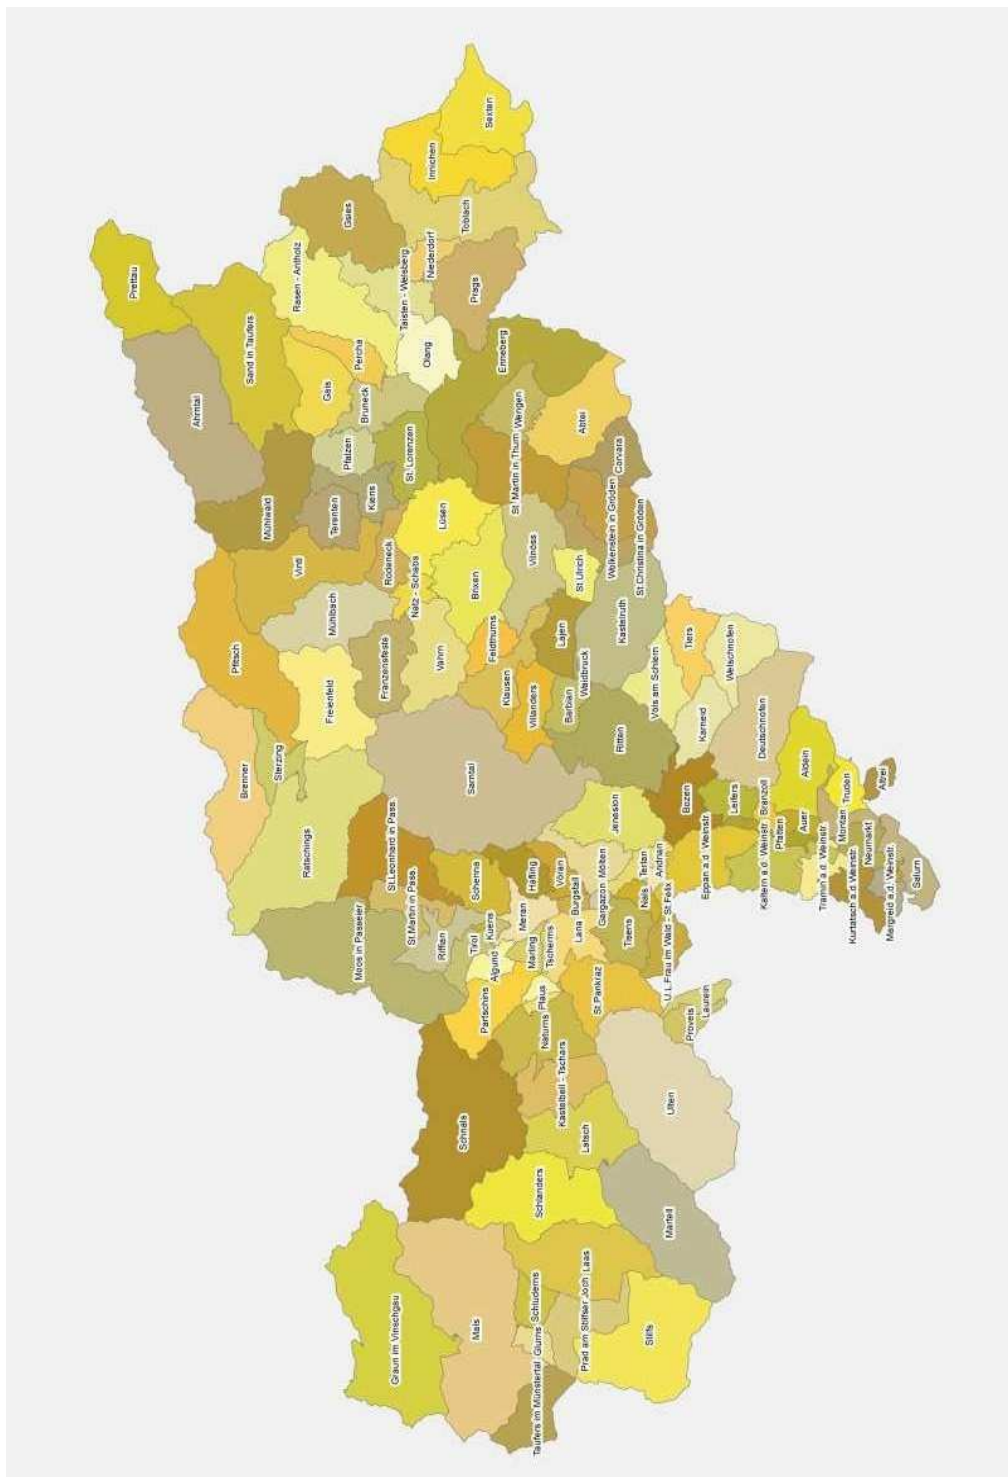 Prettau
Ahrntal
Sand in Taufers
Rasen - Antholz
Gsies
Innichen
Sexten
Toblach
Niederdorf
Taisten - Welsberg
Prags
Olang
Percha
Gais
Bruneck
Pfalzen
St. Lorenzen
Enneberg
Wengen
St. Martin in Thurn
Abtei
Corvara
Mühlwald
Terenten
Kiens
Vintl
Rodeneck
Lüsen
Natz - Schabs
Brixen
Vilnöss
Wolkenstein in Gröden
St.Christina in Gröden
St.Ulrich
Kastelruth
Pfitsch
Mühlbach
Franzensfeste
Freienfeld
Vahrn
Feldthurns
Klausen
Lajen
Villanders
Waidbruck
Barbian
Ritten
Völs am Schlern
Tiers
Welschnofen
Karneid
Deutschnofen
Brenner
Sterzing
Ratschings
Sarntal
St.Leonhard in Pass.
St.Martin in Pass.
Moos in Passeier
Schenna
Riffian
Tirol
Kuens
Algund
Hafling
Vöran
Meran
Marling
Tscherms
Lana
Burgstall
Gargazon
Mölten
Jenesien
Terlan
Andrian
Nals
Tisens
U.L.Frau im Wald - St.Felix
Bozen
Leifers
Eppan a.d. Weinstr.
Branzoll
Pfatten
Kaltern a.d. Weinstr.
Aldein
Auer
Truden
Altrei
Montan
Tramin a.d. Weinstr.
Neumarkt
Kurtatsch a.d. Weinstr.
Margreid a.d. Weinstr.
Salurn
Partschins
Plaus
Naturns
St.Pankraz
Proveis
Laurein
Ulten
Schnals
Kastelbell - Tschars
Latsch
Schlanders
Martell
Graun im Vinschgau
Mals
Schluderns
Glurns
Taufers im Münstertal
Laas
Prad am Stilfser Joch
Stilfs